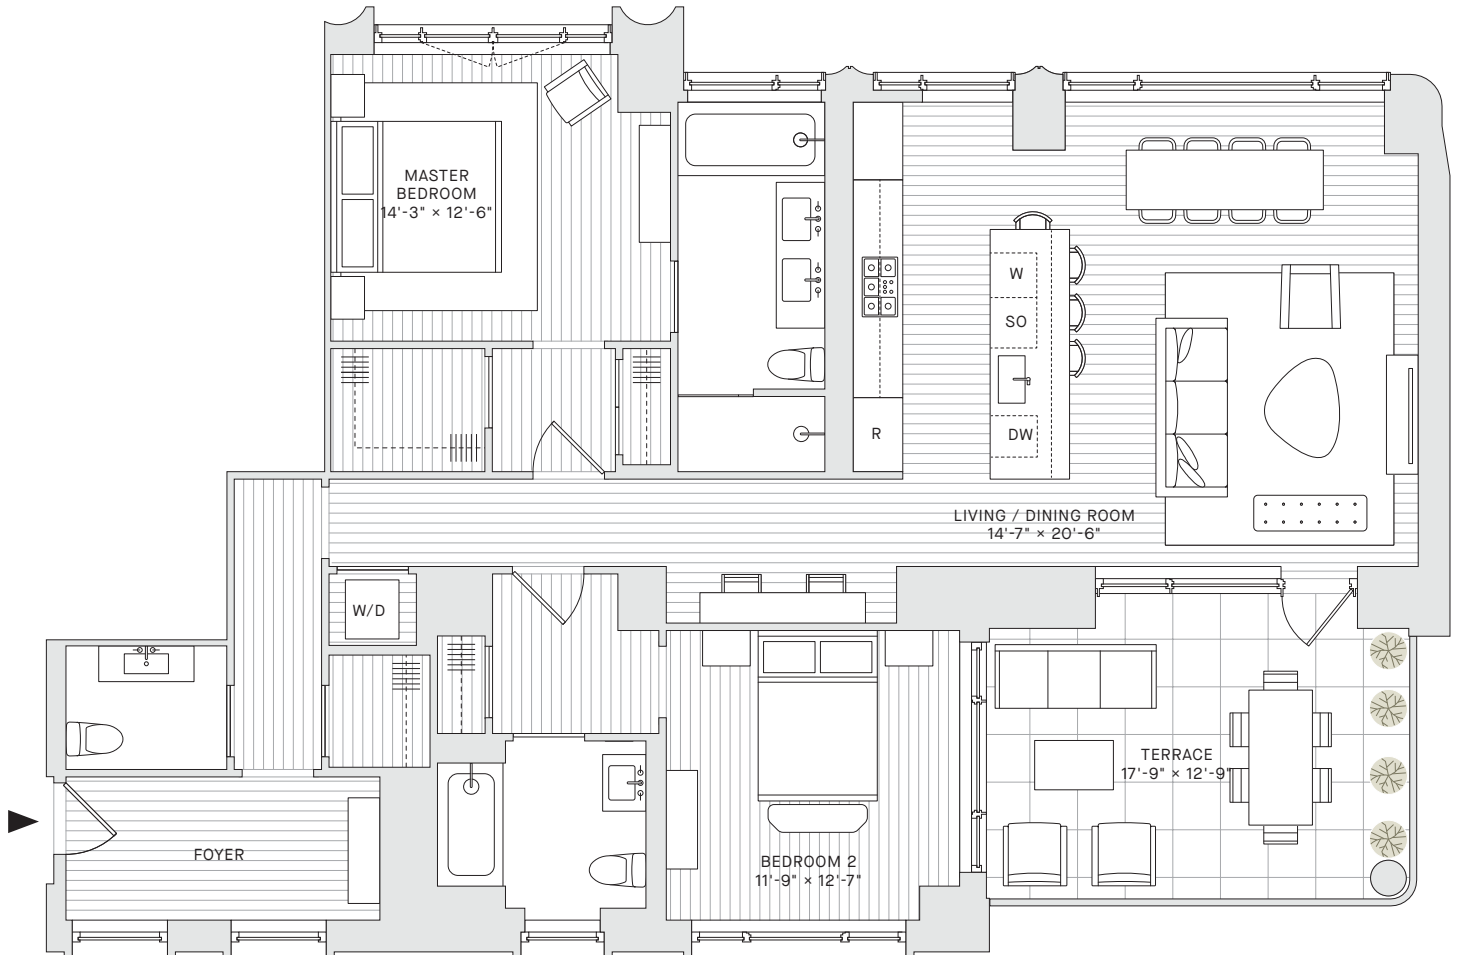 MASTER
BEDROOM
14'-3" × 12'-6"
W
SO
DW
R
LIVING / DINING ROOM
14'-7" × 20'-6"
W/D
TERRACE
17'-9" × 12'-9"
FOYER
BEDROOM 2
11'-9" × 12'-7"